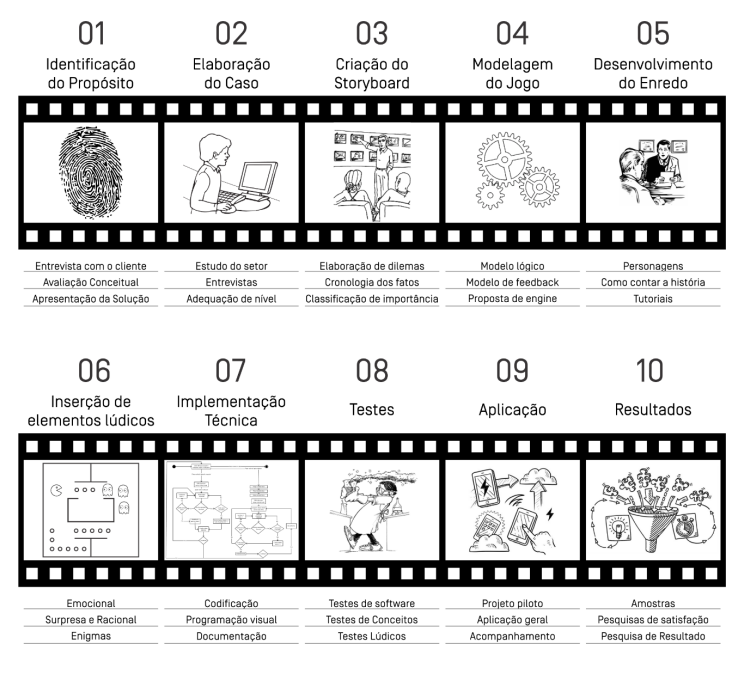 01
Identificação
do Propósito
02
Elaboração
do Caso
03
Criação do
Storyboard
04
Modelagem
do Jogo
05
Desenvolvimento
do Enredo
Entrevista com o cliente
Avaliação Conceitual
Apresentação da Solução
Estudo do setor
Entrevistas
Adequação de nível
Elaboração de dilemas
Cronologia dos fatos
Classificação de importância
Modelo lógico
Modelo de feedback
Proposta de engine
Personagens
Como contar a história
Tutoriais
06
Inserção de
elementos lúdicos
07
Implementação
Técnica
08
Testes
09
Aplicação
10
Resultados
Emocional
Surpresa e Racional
Enigmas
Codificação
Programação visual
Documentação
Testes de software
Testes de Conceitos
Testes Lúdicos
Projeto piloto
Aplicação geral
Acompanhamento
Amostras
Pesquisas de satisfação
Pesquisa de Resultado